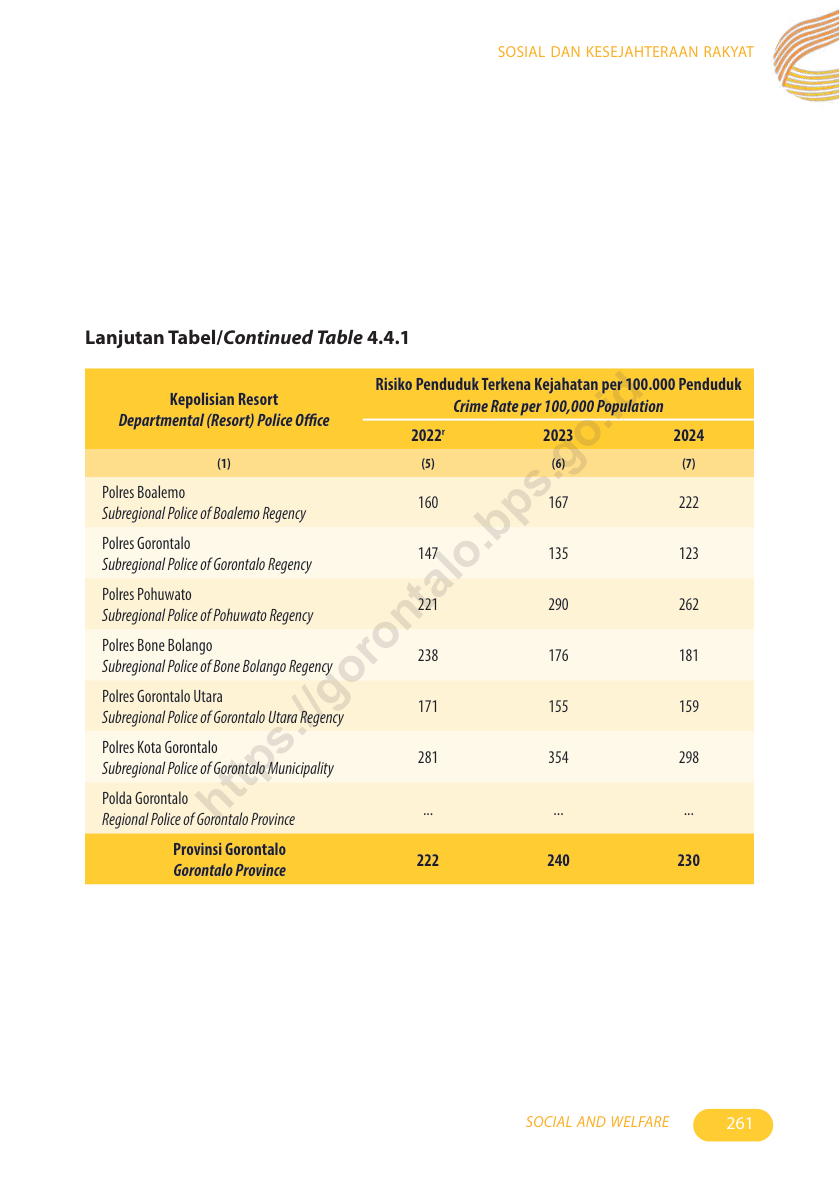 SOSIAL DAN KESEJAHTERAAN RAKYAT
Lanjutan Tabel/Continued Table 4.4.1
Kepolisian Resort
Departmental (Resort) Police Office
Risiko Penduduk Terkena Kejahatan per 100.000 Penduduk
Crime Rate per 100,000 Population
2022r 2023 2024
(1) (5) (6) (7)
Polres Boalemo
Subregional Police of Boalemo Regency
160 167 222
Polres Gorontalo
Subregional Police of Gorontalo Regency
147 135 123
Polres Pohuwato
Subregional Police of Pohuwato Regency
221 290 262
Polres Bone Bolango
Subregional Police of Bone Bolango Regency
238 176 181
Polres Gorontalo Utara
Subregional Police of Gorontalo Utara Regency
171 155 159
Polres Kota Gorontalo
Subregional Police of Gorontalo Municipality
281 354 298
Polda Gorontalo
Regional Police of Gorontalo Province
... ... ...
Provinsi Gorontalo
Gorontalo Province
222 240 230
https://gorontalo.bps.go.id
SOCIAL AND WELFARE 261